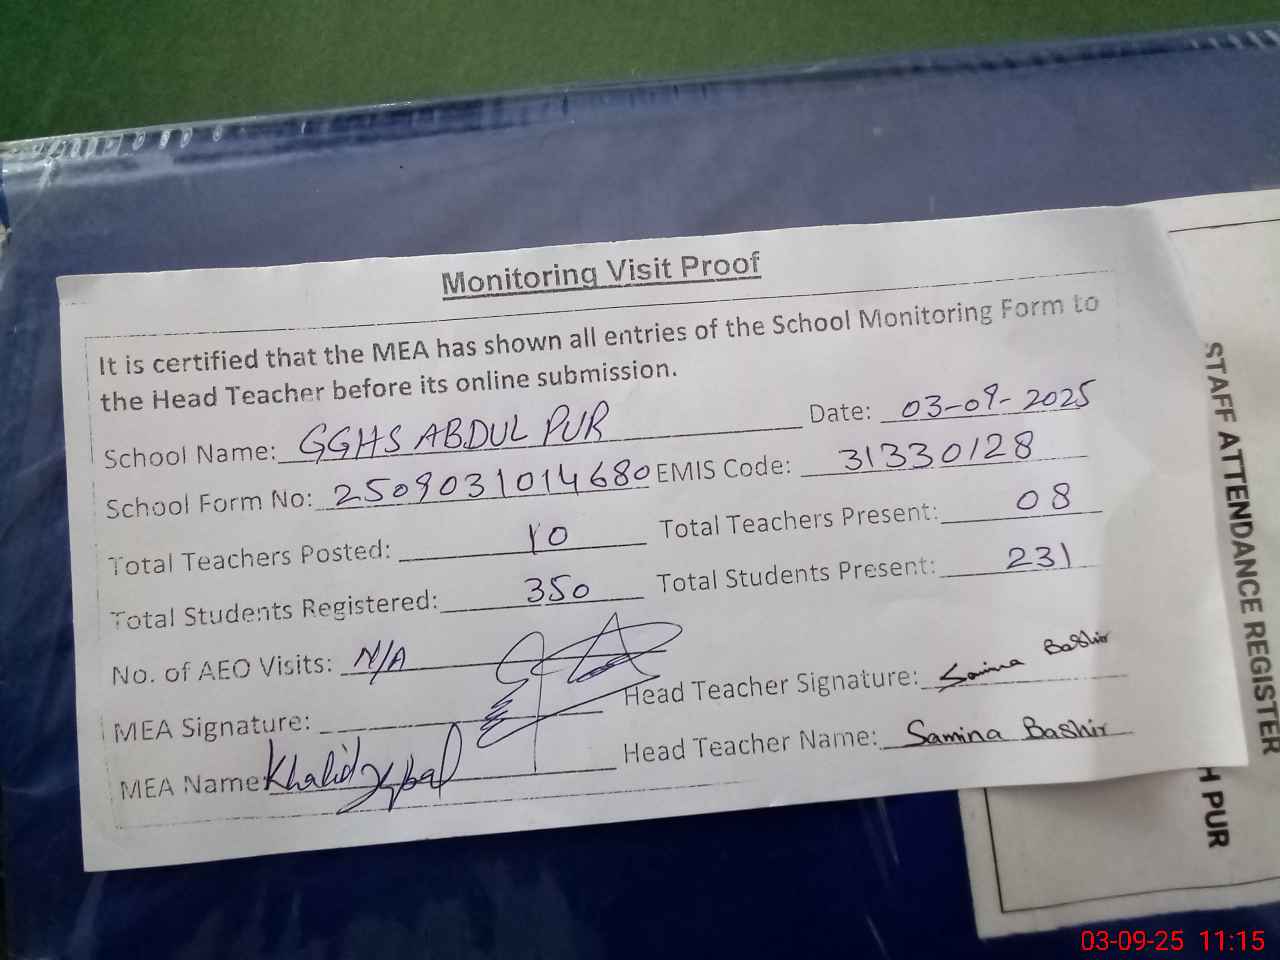 Monitoring Visit Proof
It is certified that the MEA has shown all entries of the School Monitoring Form to
the Head Teacher before its online submission.
School Name: GGHS ABDUL PUR Date: 03-09-2025
School Form No: 2509031014680 EMIS Code: 31330128
Total Teachers Posted: 10 Total Teachers Present: 08
Total Students Registered: 350 Total Students Present: 231
No. of AEO Visits: N/A
MEA Signature: Head Teacher Signature: Samina Bashir
MEA Name: Khalid Iqbal Head Teacher Name: Samina Bashir
STAFF ATTENDANCE REGISTER
H PUR
03-09-25 11:15